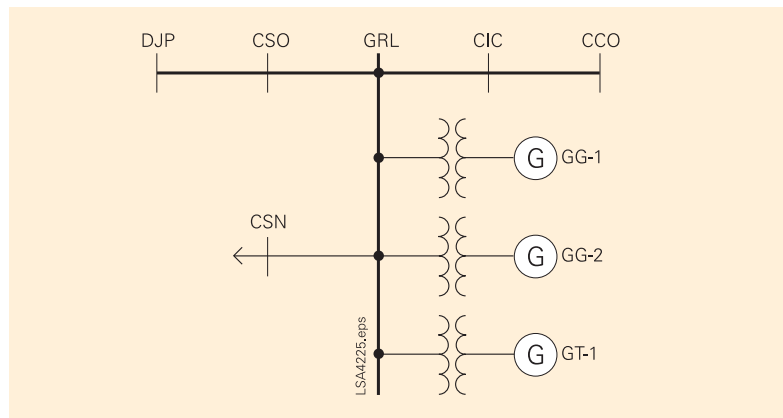 DJP CSO GRL CIC CCO
G GG-1
CSN
G GG-2
G GT-1
LSA4225.eps